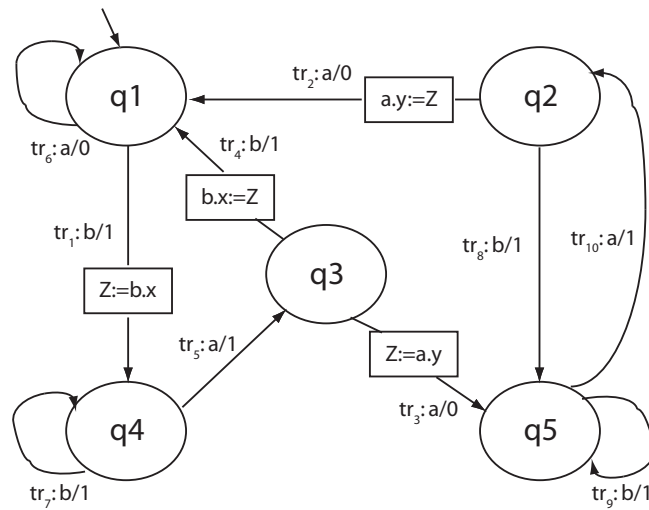 q1
q2
tr₂: a/0
a.y:=Z
tr₆: a/0
tr₄: b/1
b.x:=Z
tr₁: b/1
Z:=b.x
q3
tr₈: b/1
tr₁₀: a/1
tr₅: a/1
Z:=a.y
tr₃: a/0
q4
q5
tr₇: b/1
tr₉: b/1